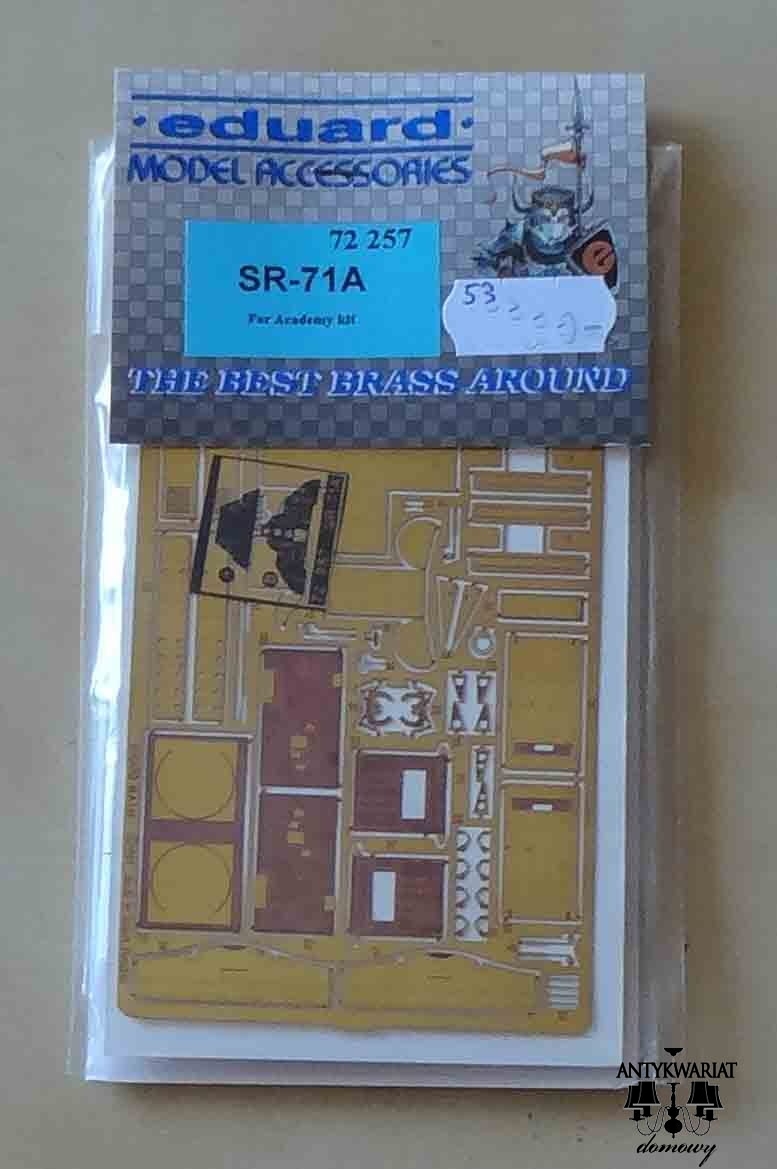 eduard
MODEL ACCESSORIES
72 257
SR-71A
For Academy kit
53
THE BEST BRASS AROUND
ANTYKWARIAT
domowy